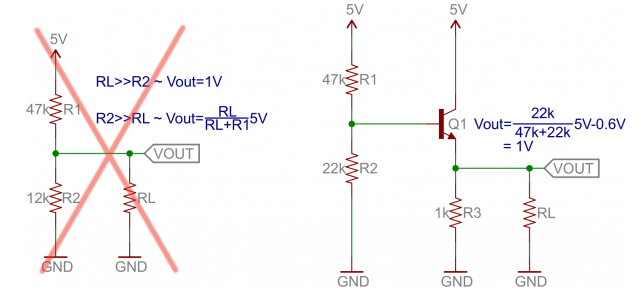 5V
RL>>R2 ~ Vout=1V
47k R1
R2>>RL ~ Vout= RL
RL+R1 5V
VOUT
12k R2 RL
GND GND
5V 5V
47k R1
Q1 Vout= 22k
47k+22k 5V-0.6V
= 1V
22k R2
VOUT
1k R3 RL
GND GND GND